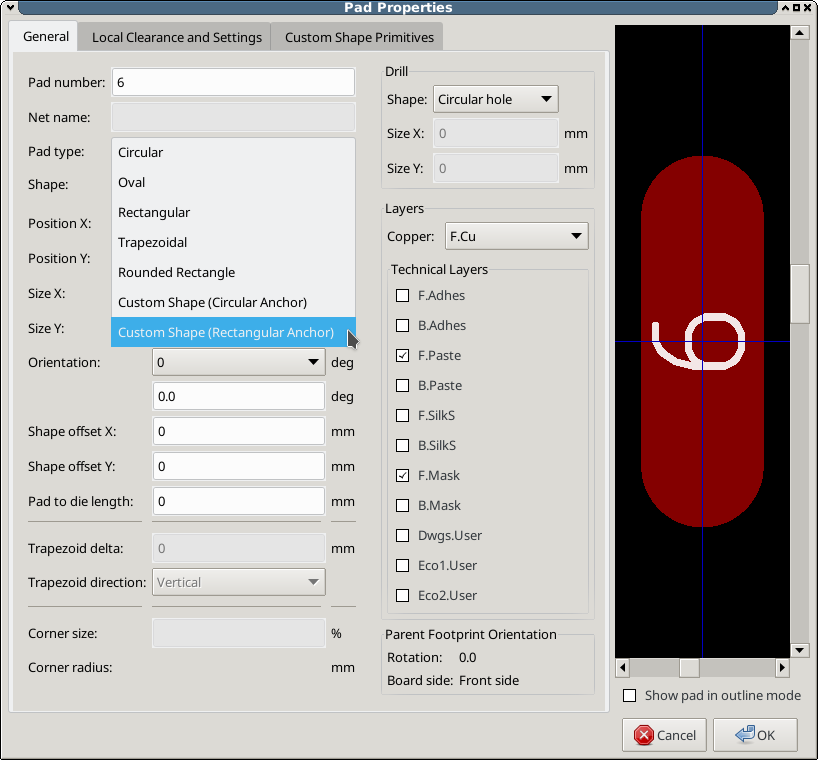 Pad Properties
General
Local Clearance and Settings
Custom Shape Primitives
Pad number: 6
Net name:
Pad type:
Shape:
Circular
Oval
Rectangular
Trapezoidal
Rounded Rectangle
Custom Shape (Circular Anchor)
Custom Shape (Rectangular Anchor)
Position X:
Position Y:
Size X:
Size Y:
Orientation: 0 deg
0.0 deg
Shape offset X: 0 mm
Shape offset Y: 0 mm
Pad to die length: 0 mm
Trapezoid delta: 0 mm
Trapezoid direction: Vertical
Corner size: %
Corner radius: mm
Drill
Shape: Circular hole
Size X: 0 mm
Size Y: 0 mm
Layers
Copper: F.Cu
Technical Layers
F.Adhes
B.Adhes
F.Paste
B.Paste
F.SilkS
B.SilkS
F.Mask
B.Mask
Dwgs.User
Eco1.User
Eco2.User
Parent Footprint Orientation
Rotation: 0.0
Board side: Front side
6
Show pad in outline mode
Cancel
OK